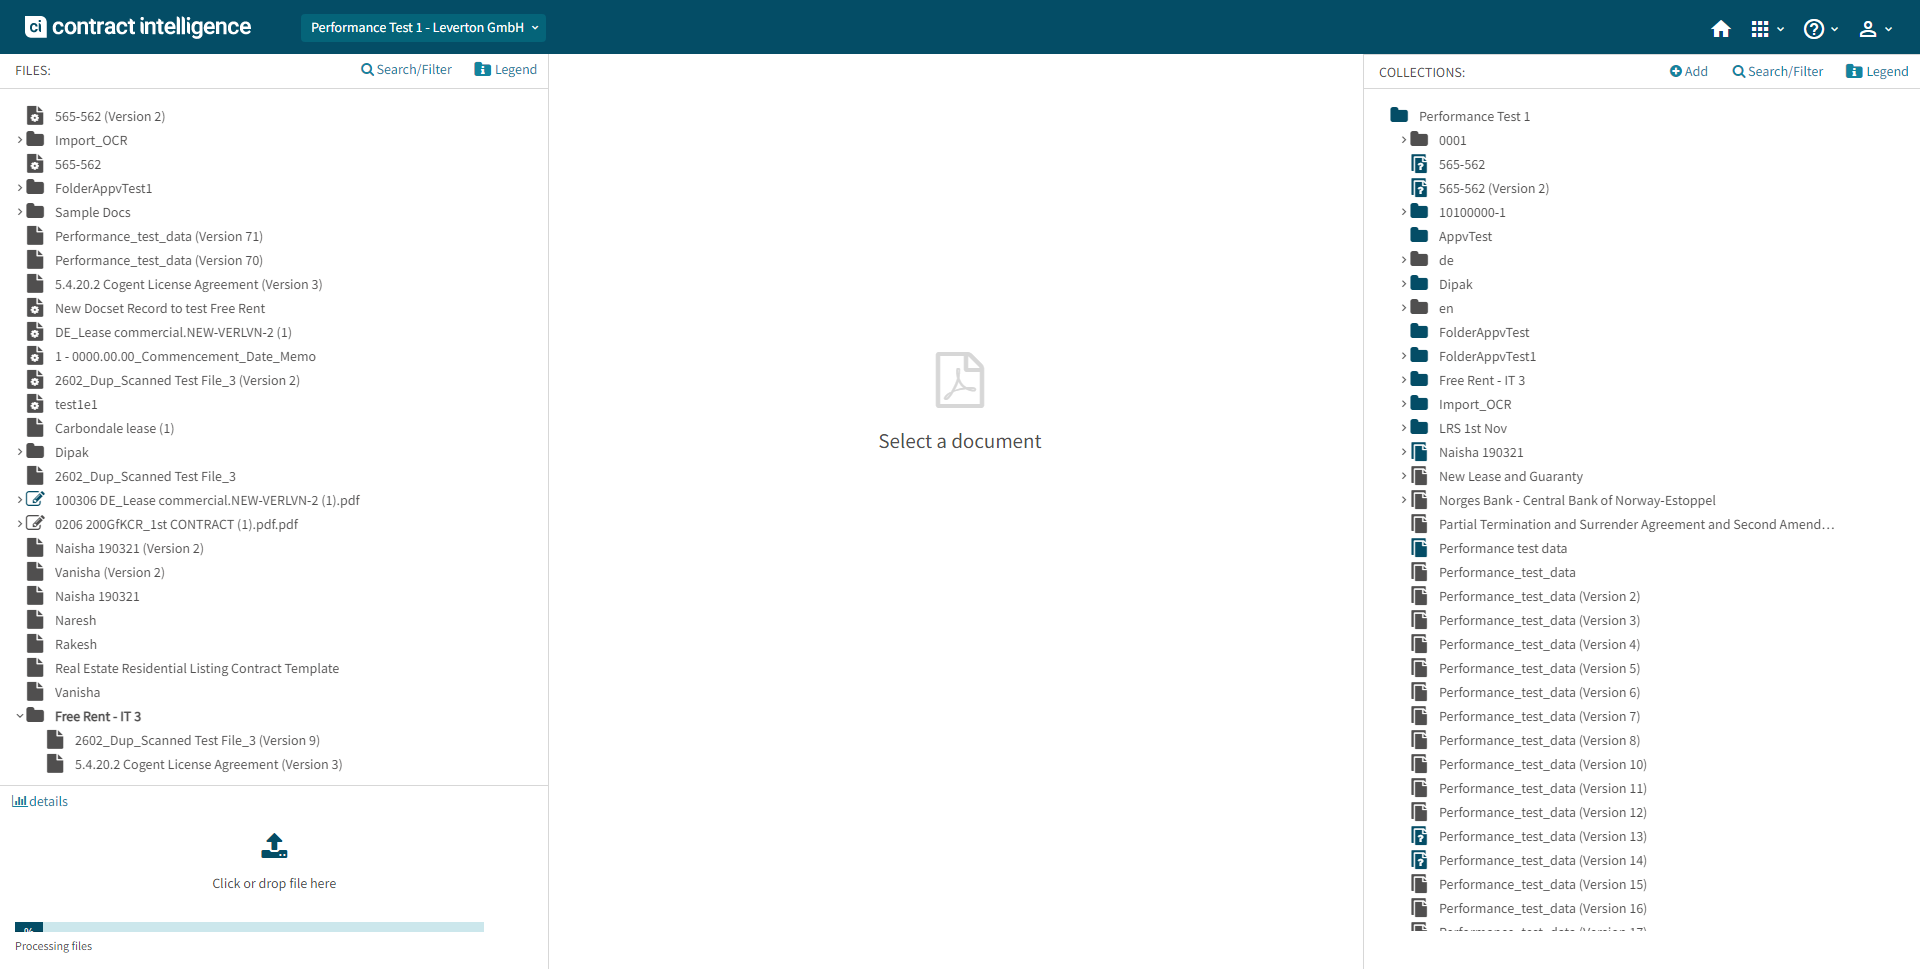 ci contract intelligence
Performance Test 1 - Leverton GmbH
FILES:
Search/Filter
Legend
565-562 (Version 2)
Import_OCR
565-562
FolderAppvTest1
Sample Docs
Performance_test_data (Version 71)
Performance_test_data (Version 70)
5.4.20.2 Cogent License Agreement (Version 3)
New Docset Record to test Free Rent
DE_Lease commercial.NEW-VERLVN-2 (1)
1 - 0000.00.00_Commencement_Date_Memo
2602_Dup_Scanned Test File_3 (Version 2)
test1e1
Carbondale lease (1)
Dipak
2602_Dup_Scanned Test File_3
100306 DE_Lease commercial.NEW-VERLVN-2 (1).pdf
0206 200GfKCR_1st CONTRACT (1).pdf.pdf
Naisha 190321 (Version 2)
Vanisha (Version 2)
Naisha 190321
Naresh
Rakesh
Real Estate Residential Listing Contract Template
Vanisha
Free Rent - IT 3
2602_Dup_Scanned Test File_3 (Version 9)
5.4.20.2 Cogent License Agreement (Version 3)
details
Click or drop file here
%
Processing files
Select a document
COLLECTIONS:
Add
Search/Filter
Legend
Performance Test 1
0001
565-562
565-562 (Version 2)
10100000-1
AppvTest
de
Dipak
en
FolderAppvTest
FolderAppvTest1
Free Rent - IT 3
Import_OCR
LRS 1st Nov
Naisha 190321
New Lease and Guaranty
Norges Bank - Central Bank of Norway-Estoppel
Partial Termination and Surrender Agreement and Second Amend...
Performance test data
Performance_test_data
Performance_test_data (Version 2)
Performance_test_data (Version 3)
Performance_test_data (Version 4)
Performance_test_data (Version 5)
Performance_test_data (Version 6)
Performance_test_data (Version 7)
Performance_test_data (Version 8)
Performance_test_data (Version 10)
Performance_test_data (Version 11)
Performance_test_data (Version 12)
Performance_test_data (Version 13)
Performance_test_data (Version 14)
Performance_test_data (Version 15)
Performance_test_data (Version 16)
Performance_test_data (Version 17)